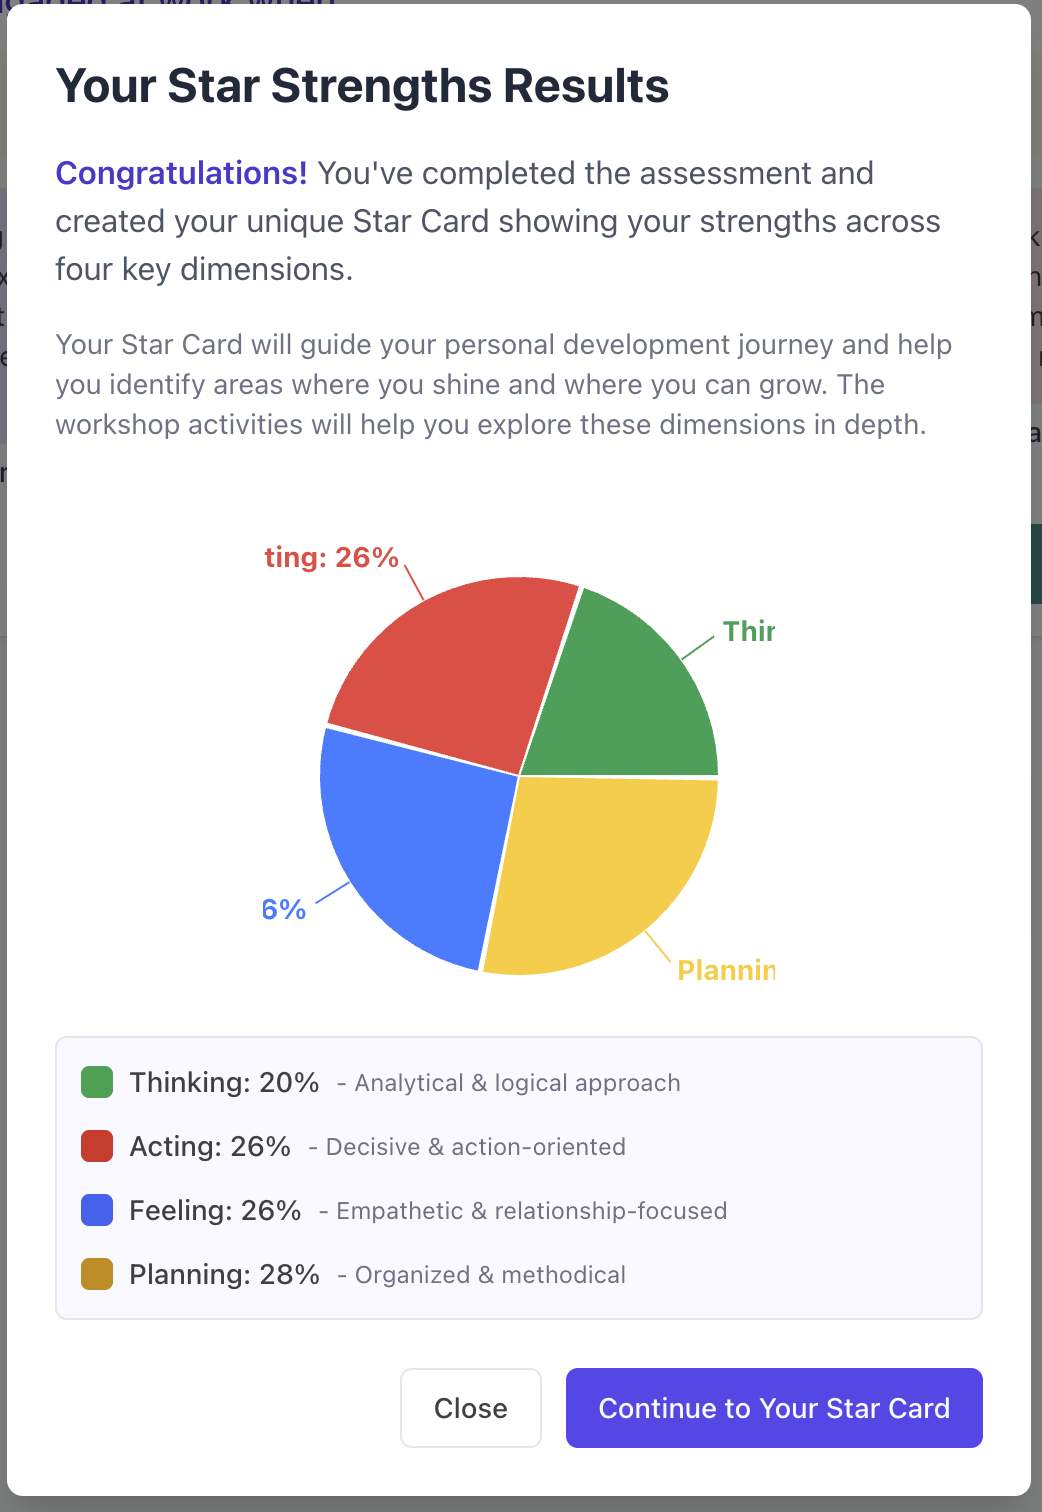 Your Star Strengths Results
Congratulations! You've completed the assessment and
created your unique Star Card showing your strengths across
four key dimensions.
Your Star Card will guide your personal development journey and help
you identify areas where you shine and where you can grow. The
workshop activities will help you explore these dimensions in depth.
ting: 26%
Thin
6%
Plannin
Thinking: 20% - Analytical & logical approach
Acting: 26% - Decisive & action-oriented
Feeling: 26% - Empathetic & relationship-focused
Planning: 28% - Organized & methodical
Close
Continue to Your Star Card